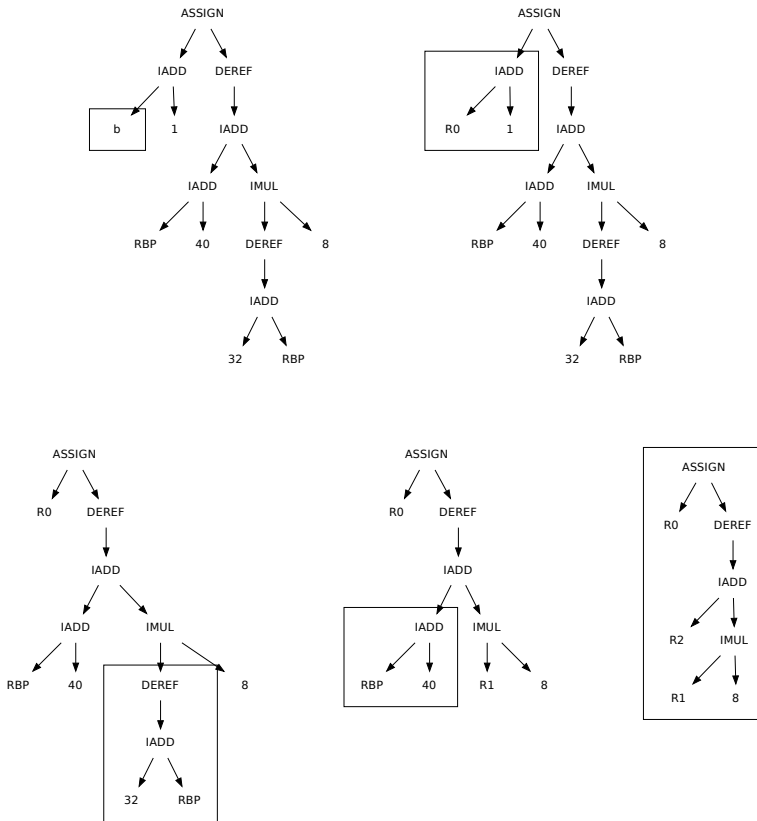 ASSIGN
IADD DEREF
b 1 IADD
IADD IMUL
RBP 40 DEREF 8
IADD
32 RBP
ASSIGN
IADD DEREF
R0 1 IADD
IADD IMUL
RBP 40 DEREF 8
IADD
32 RBP
ASSIGN
R0 DEREF
IADD
IADD IMUL
RBP 40 DEREF 8
IADD
32 RBP
ASSIGN
R0 DEREF
IADD
IADD IMUL
RBP 40 R1 8
ASSIGN
R0 DEREF
IADD
R2 IMUL
R1 8